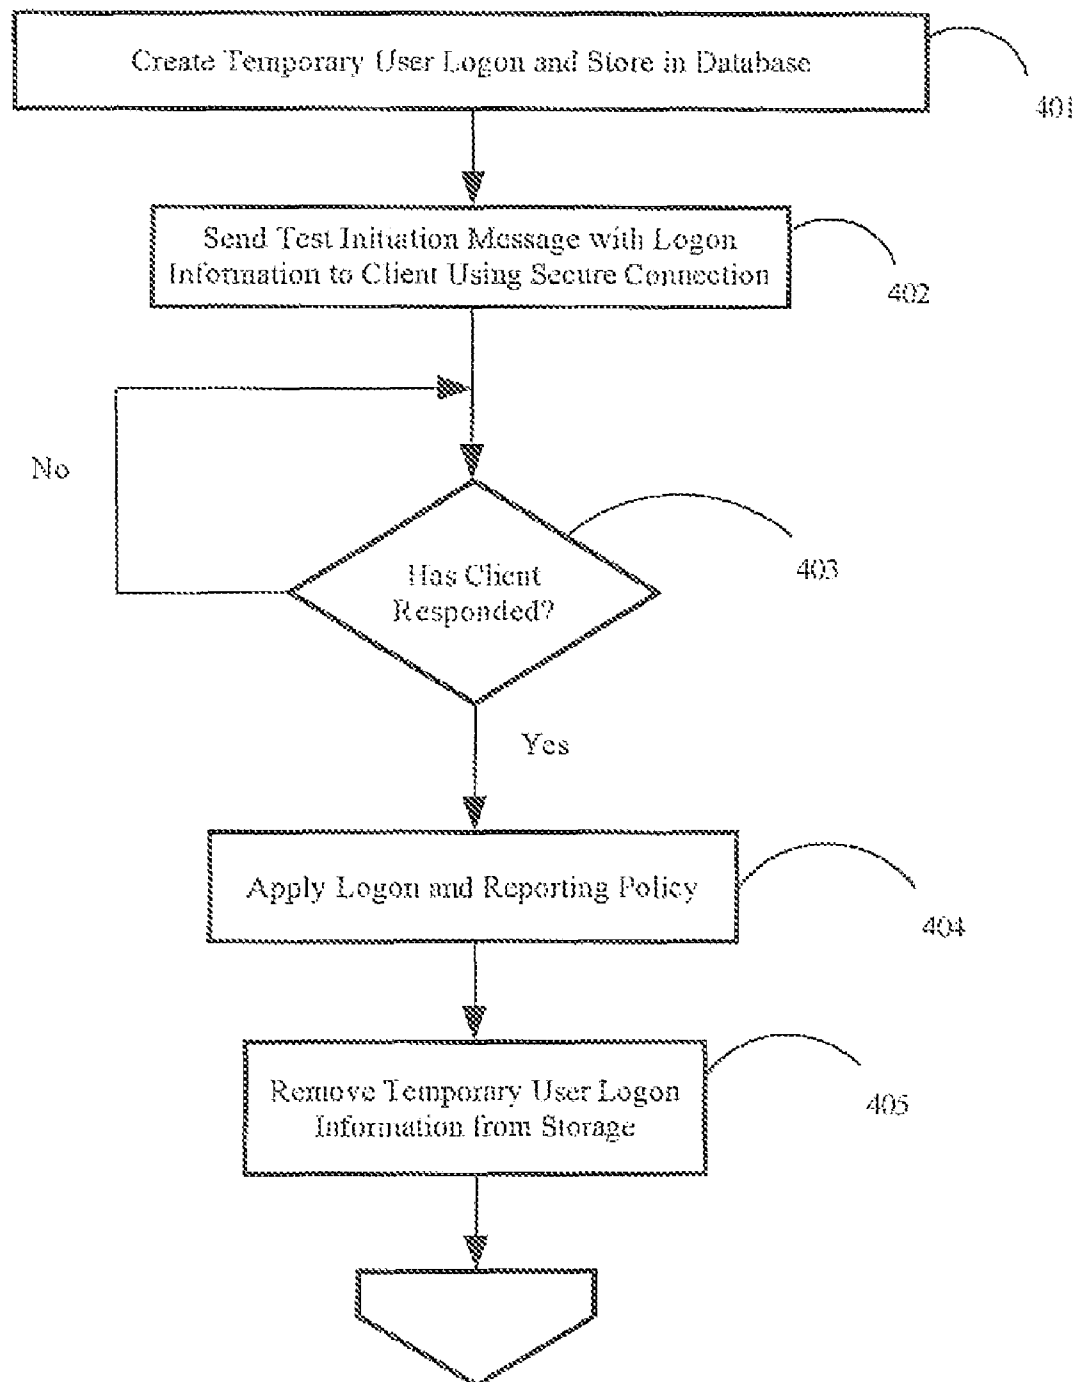 Create Temporary User Logon and Store in Database
401
Send Test Initiation Message with Logon
Information to Client Using Secure Connection
402
No
Has Client
Responded?
403
Yes
Apply Logon and Reporting Policy
404
Remove Temporary User Logon
Information from Storage
405